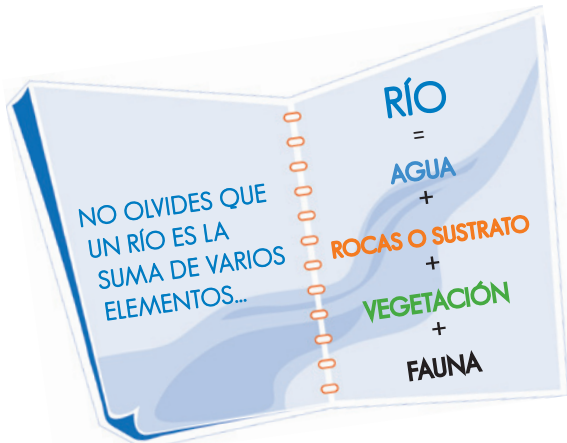 NO OLVIDES QUE
UN RÍO ES LA
SUMA DE VARIOS
ELEMENTOS...
RÍO
=
AGUA
+
ROCAS O SUSTRATO
+
VEGETACIÓN
+
FAUNA